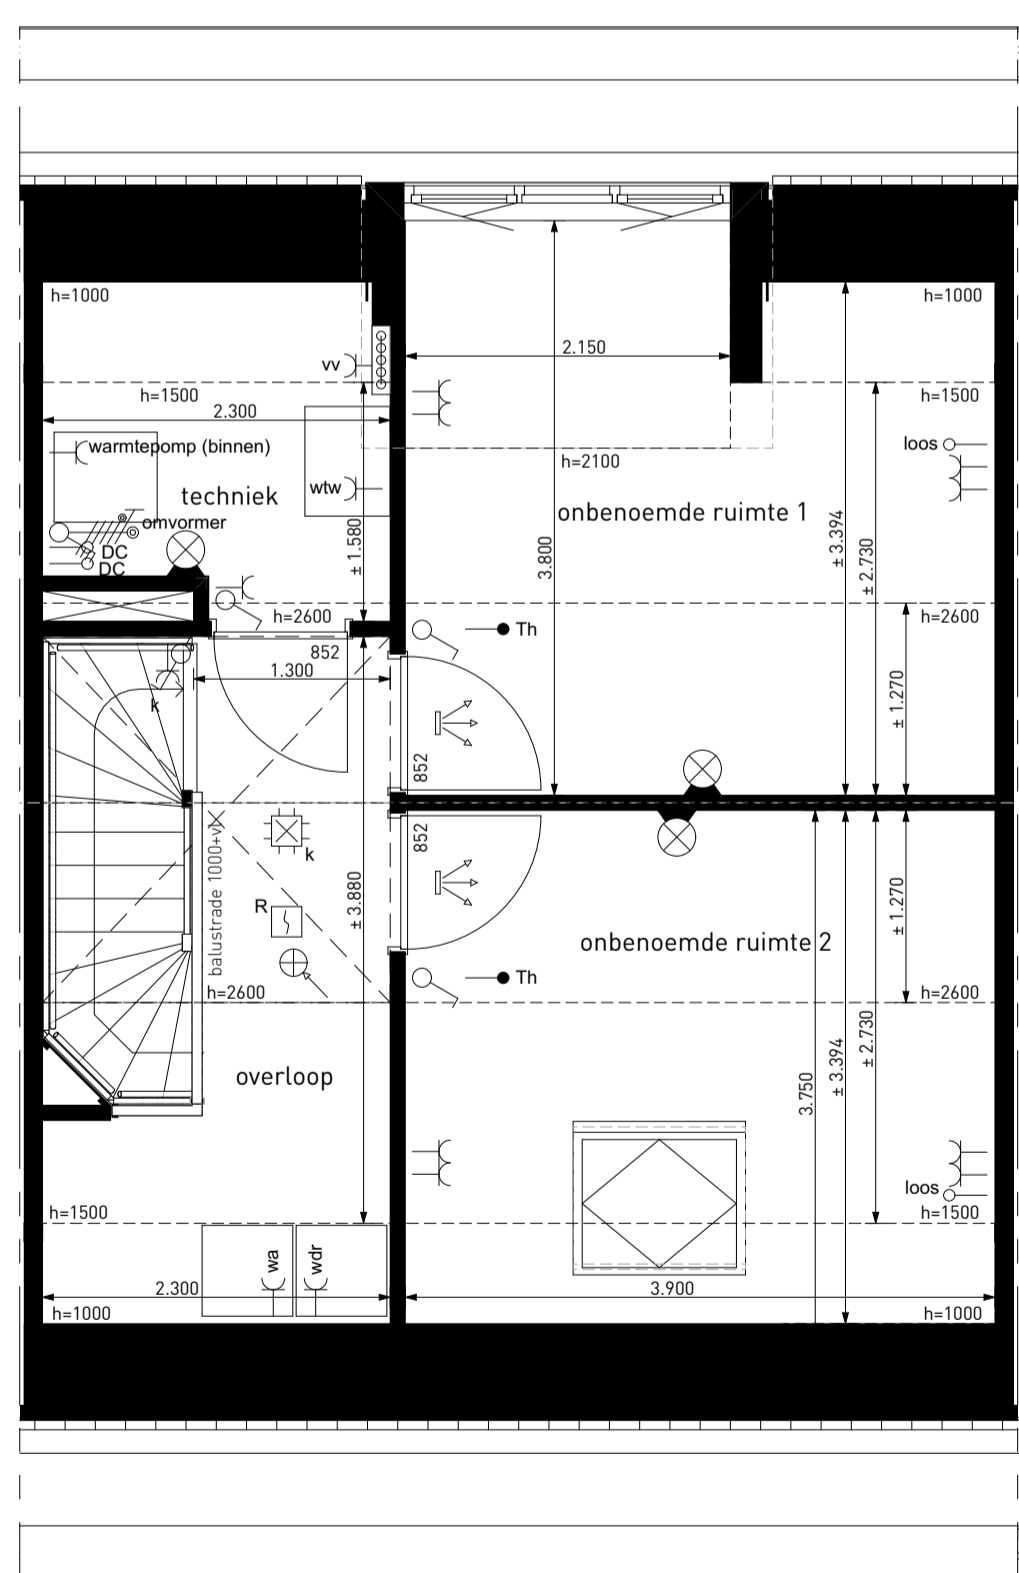 h=1000
h=1000
vv
2.150
h=1500
h=1500
2.300
warmtepomp (binnen)
loos
h=2100
wtw
techniek
omvormer
onbenoemde ruimte 1
DC
DC
± 1.580
3.800
± 3.394
± 2.730
h=2600
h=2600
Th
852
1.300
k
± 1.270
852
852
k
balustrade 1000+vl
R
± 3.880
± 1.270
onbenoemde ruimte 2
Th
h=2600
h=2600
overloop
3.750
± 3.394
± 2.730
loos
h=1500
h=1500
wa
wdr
2.300
3.900
h=1000
h=1000